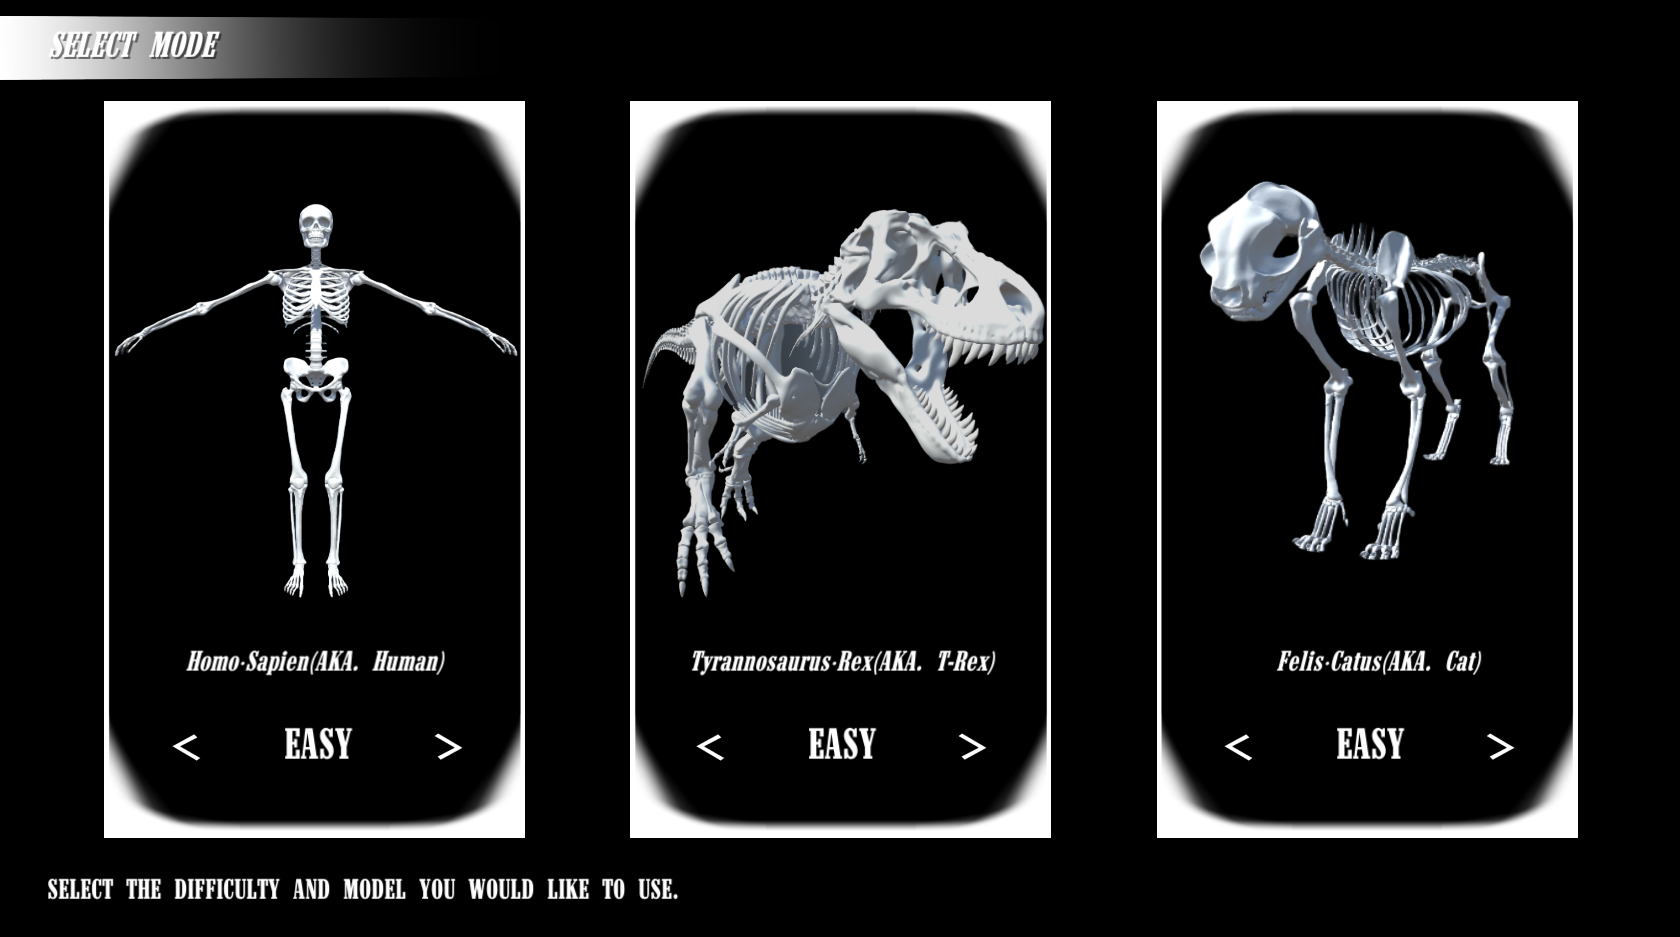 SELECT MODE
Homo-Sapien(AKA. Human)
< EASY >
Tyrannosaurus-Rex(AKA. T-Rex)
< EASY >
Felis-Catus(AKA. Cat)
< EASY >
SELECT THE DIFFICULTY AND MODEL YOU WOULD LIKE TO USE.